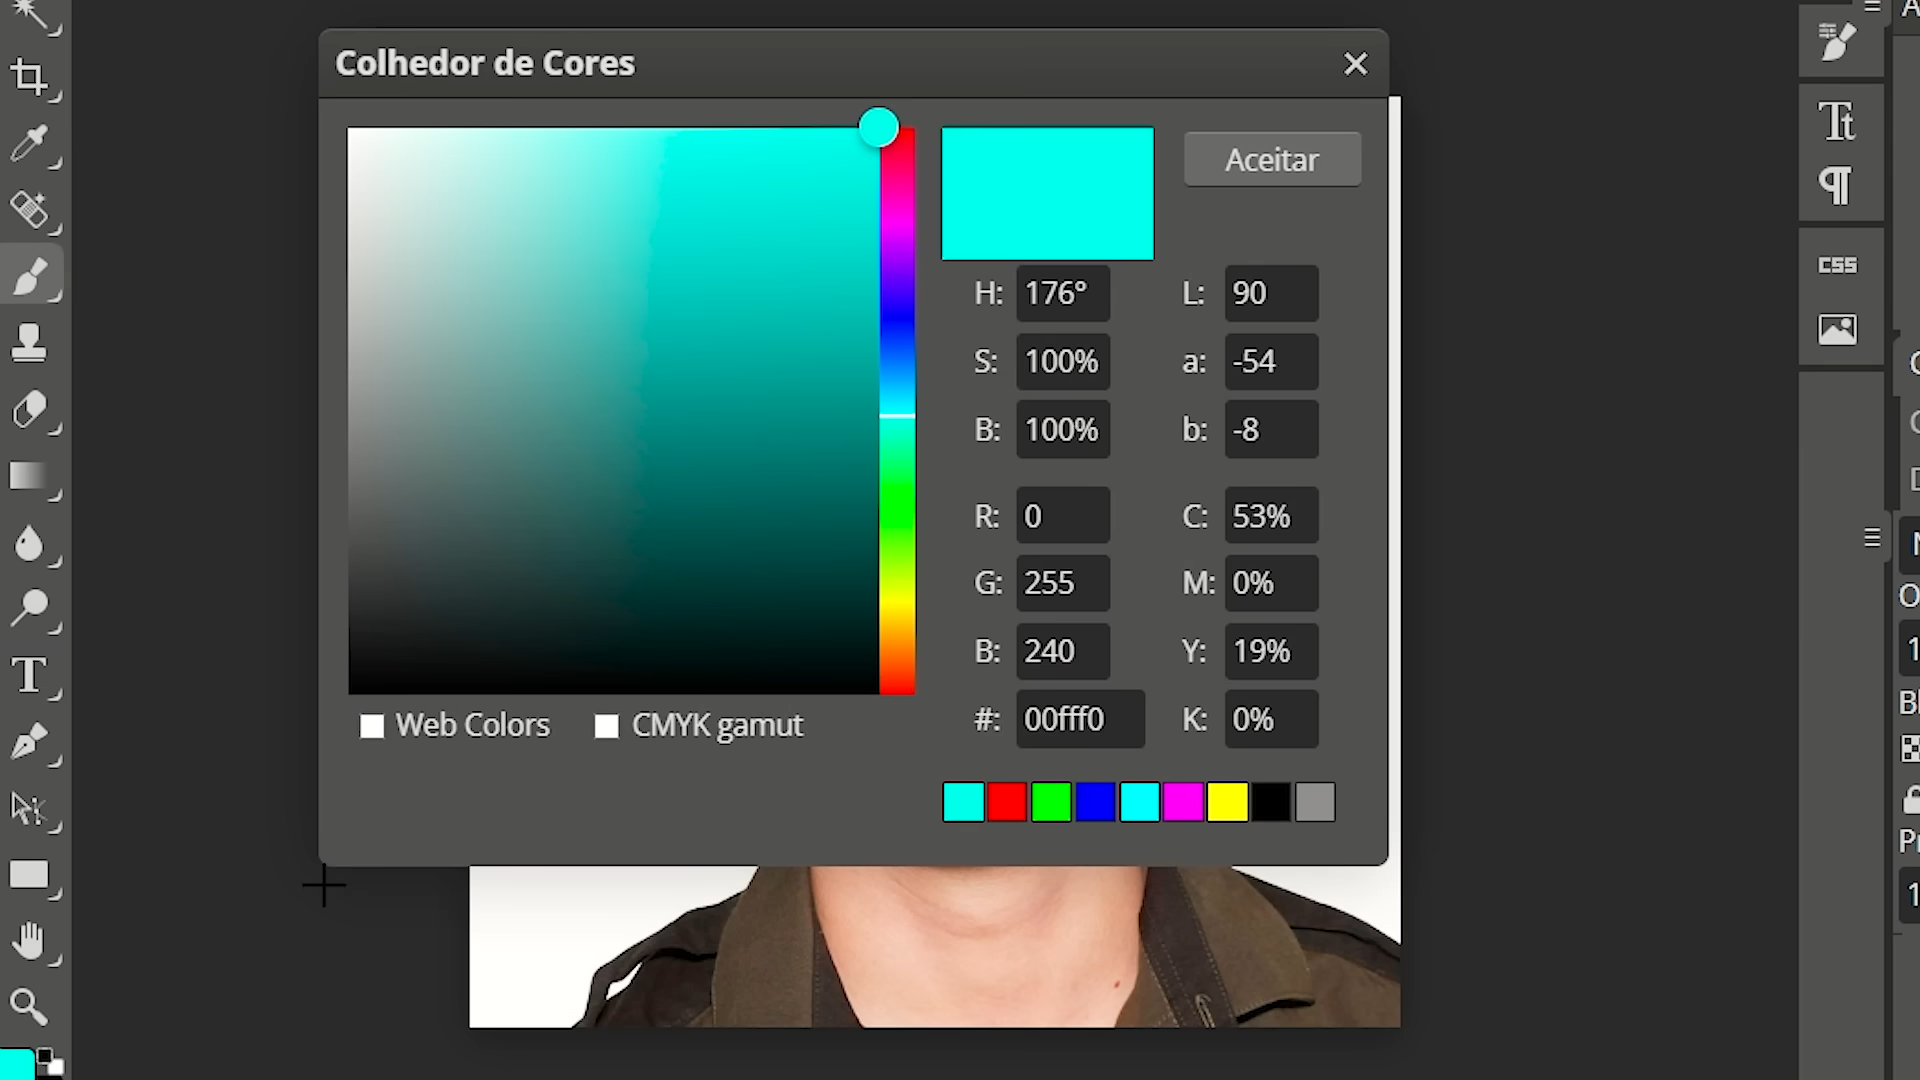 Colhedor de Cores
Aceitar
H: 176° L: 90
S: 100% a: -54
B: 100% b: -8
R: 0 C: 53%
G: 255 M: 0%
B: 240 Y: 19%
#: 00fff0 K: 0%
Web Colors CMYK gamut
T
Tt
¶
CSS